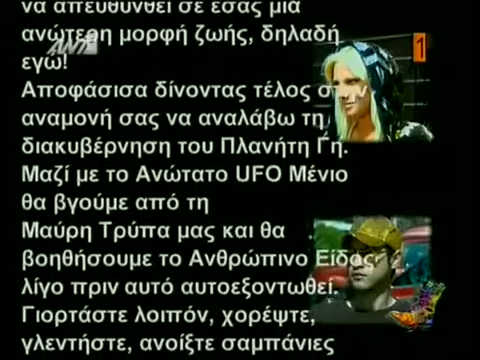 να απευθυνθεί σε εσάς μια
ανώτερη μορφή ζωής, δηλαδή
ΑΝΤ1
εγώ!
1
Αποφάσισα δίνοντας τέλος στην
αναμονή σας να αναλάβω τη
διακυβέρνηση του Πλανήτη Γη.
Μαζί με το Ανώτατο UFO Μένιο
θα βγούμε από τη
Μαύρη Τρύπα μας και θα
βοηθήσουμε το Ανθρώπινο Είδος,
λίγο πριν αυτό αυτοεξοντωθεί.
Γιορτάστε λοιπόν, χορέψτε,
γλεντήστε, ανοίξτε σαμπάνιες